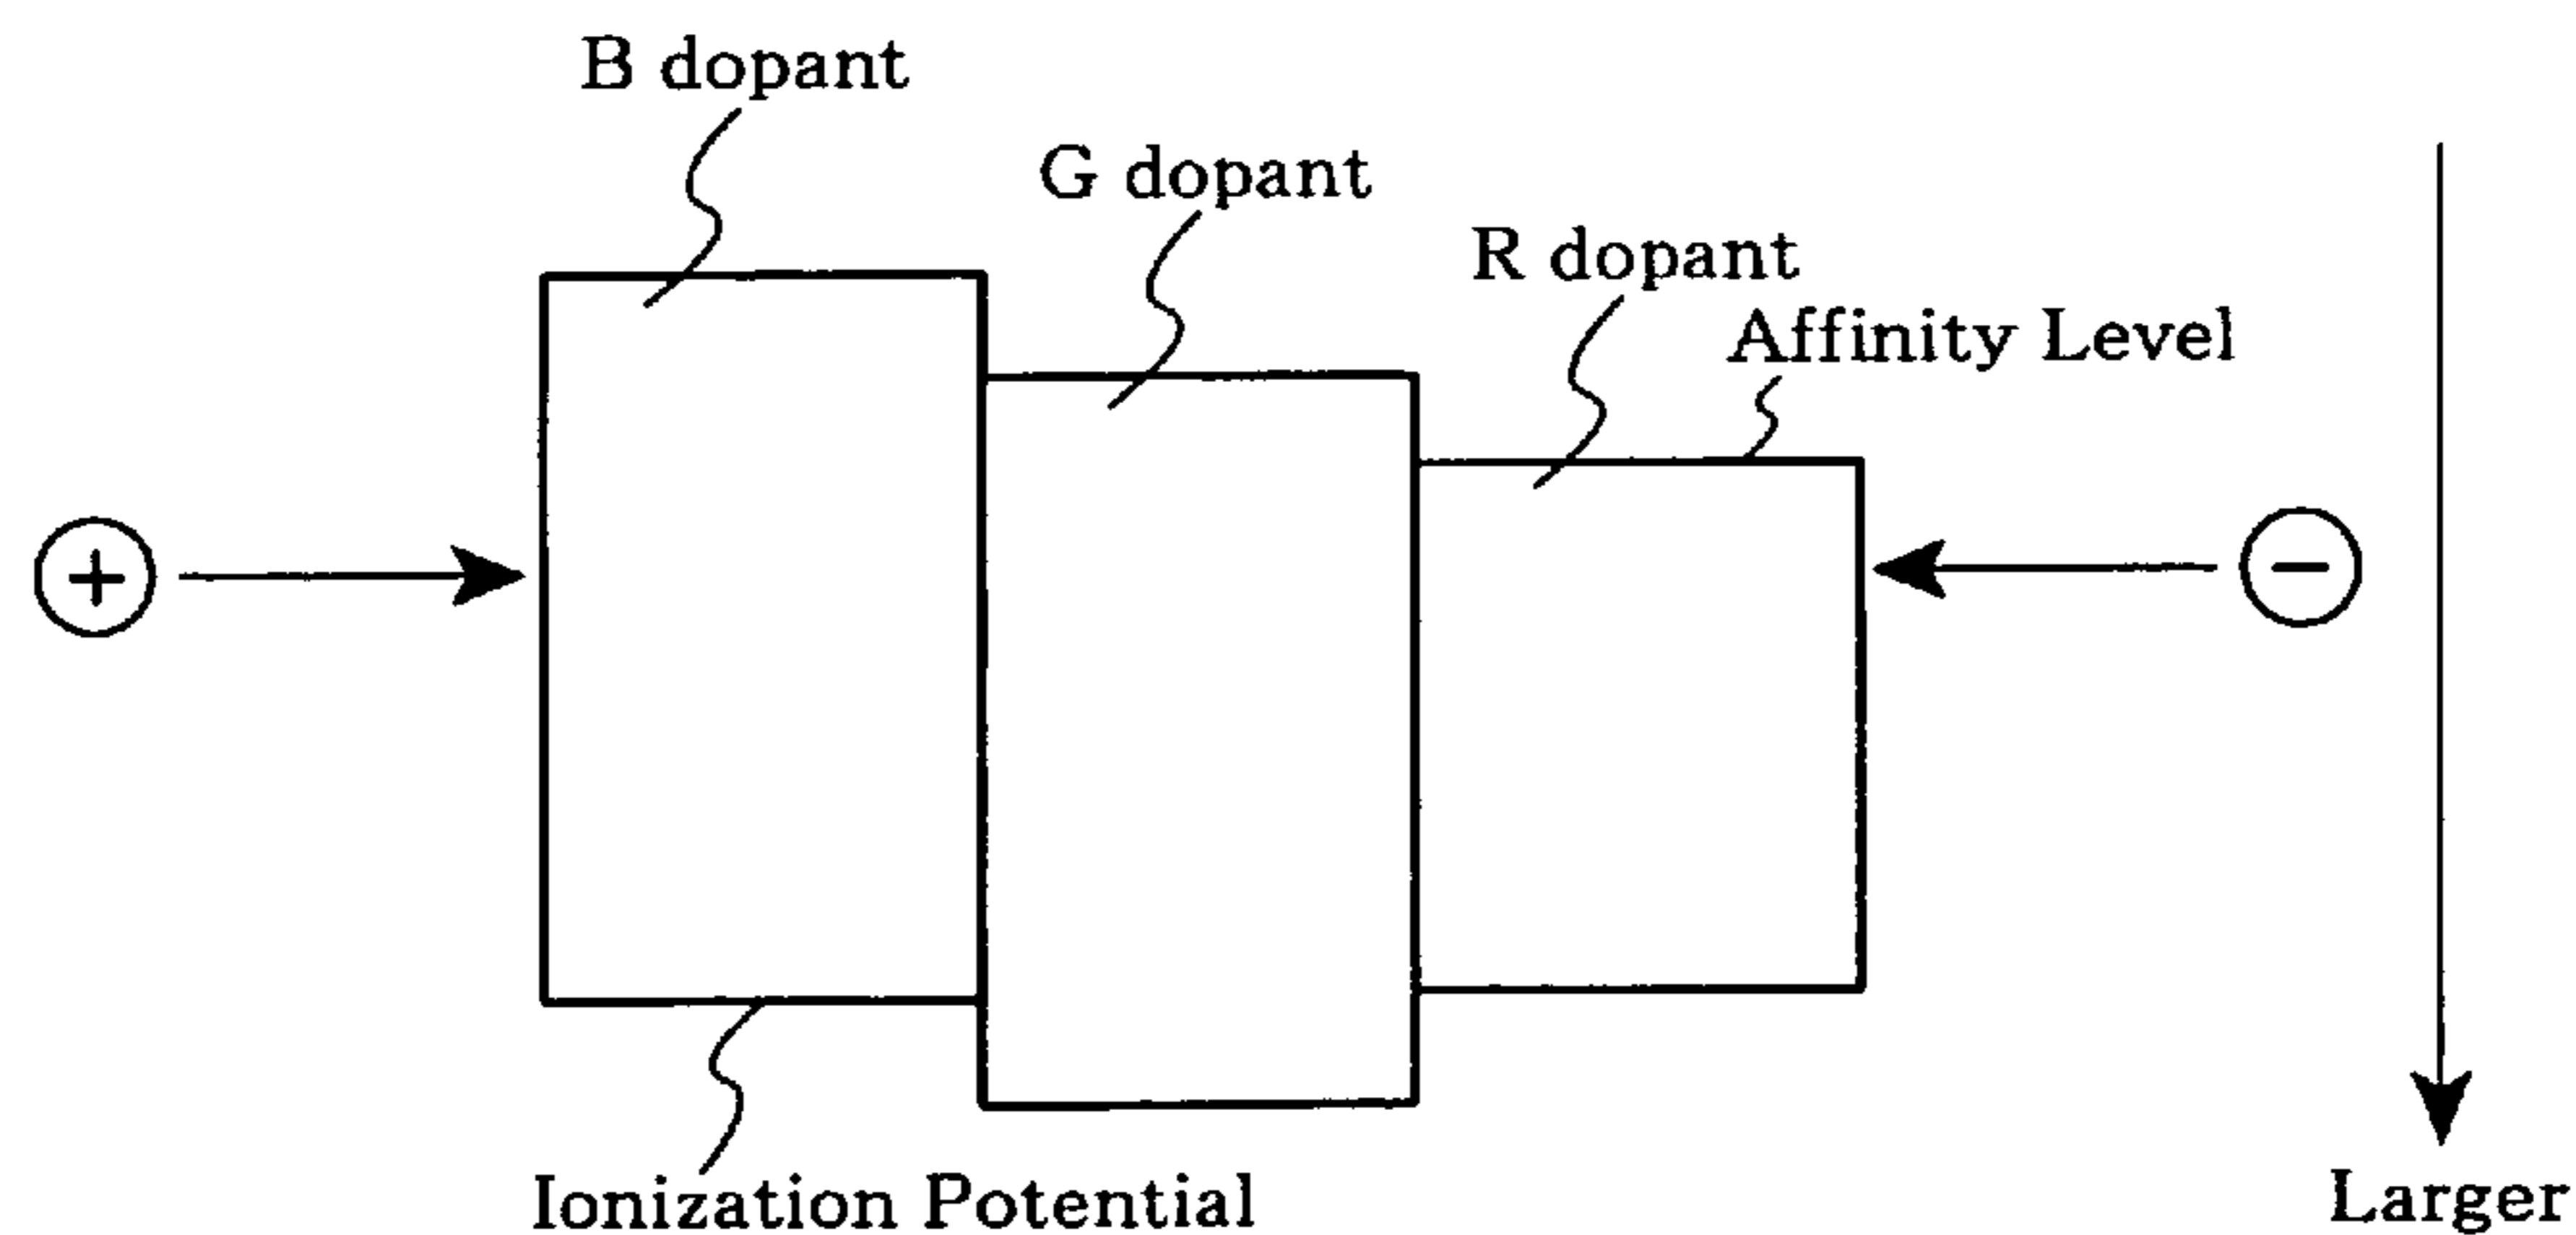 B dopant
G dopant
R dopant
Affinity Level
+
−
Ionization Potential
Larger